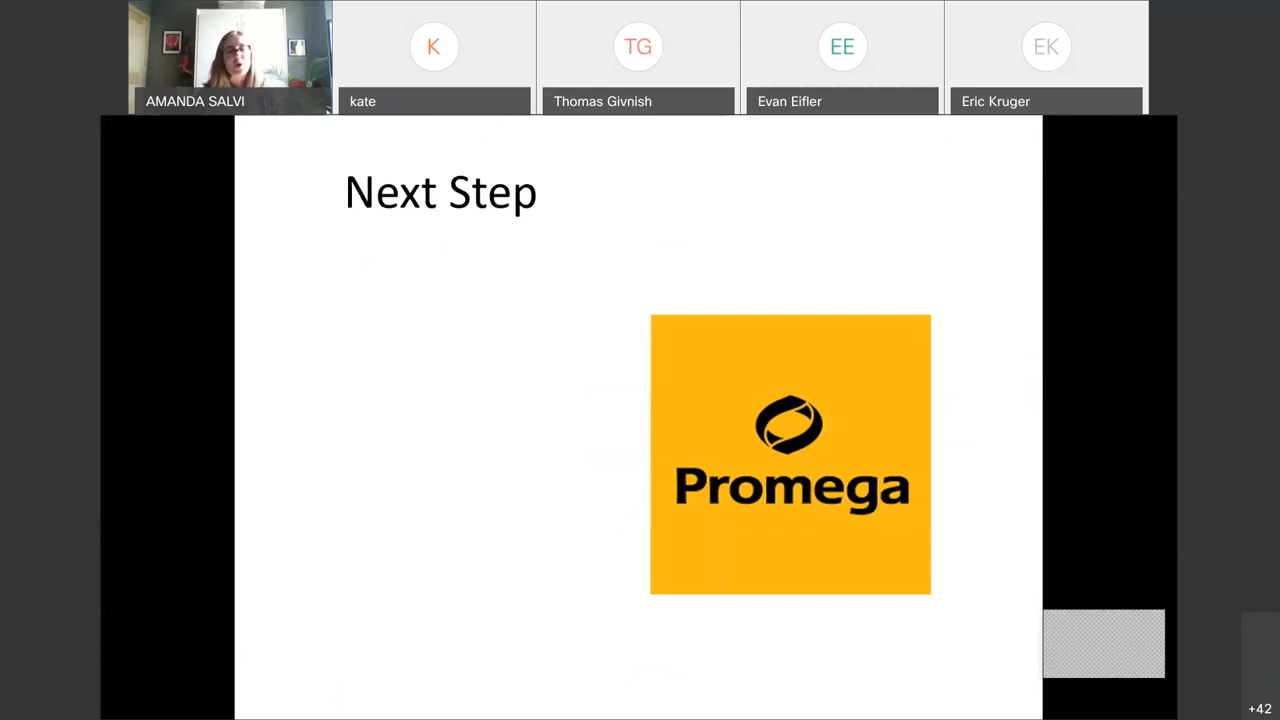 AMANDA SALVI
K
kate
TG
Thomas Givnish
EE
Evan Eifler
EK
Eric Kruger
Next Step
Promega
+42